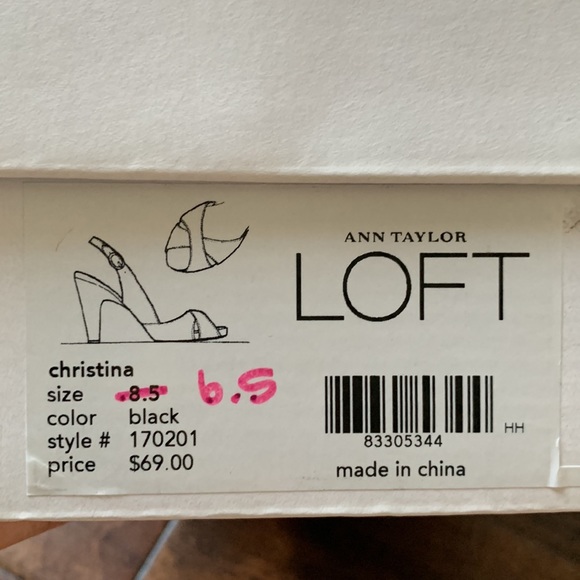 ANN TAYLOR
LOFT
christina
size 8.5 6.5
color black
style # 170201
price $69.00
83305344
HH
made in china